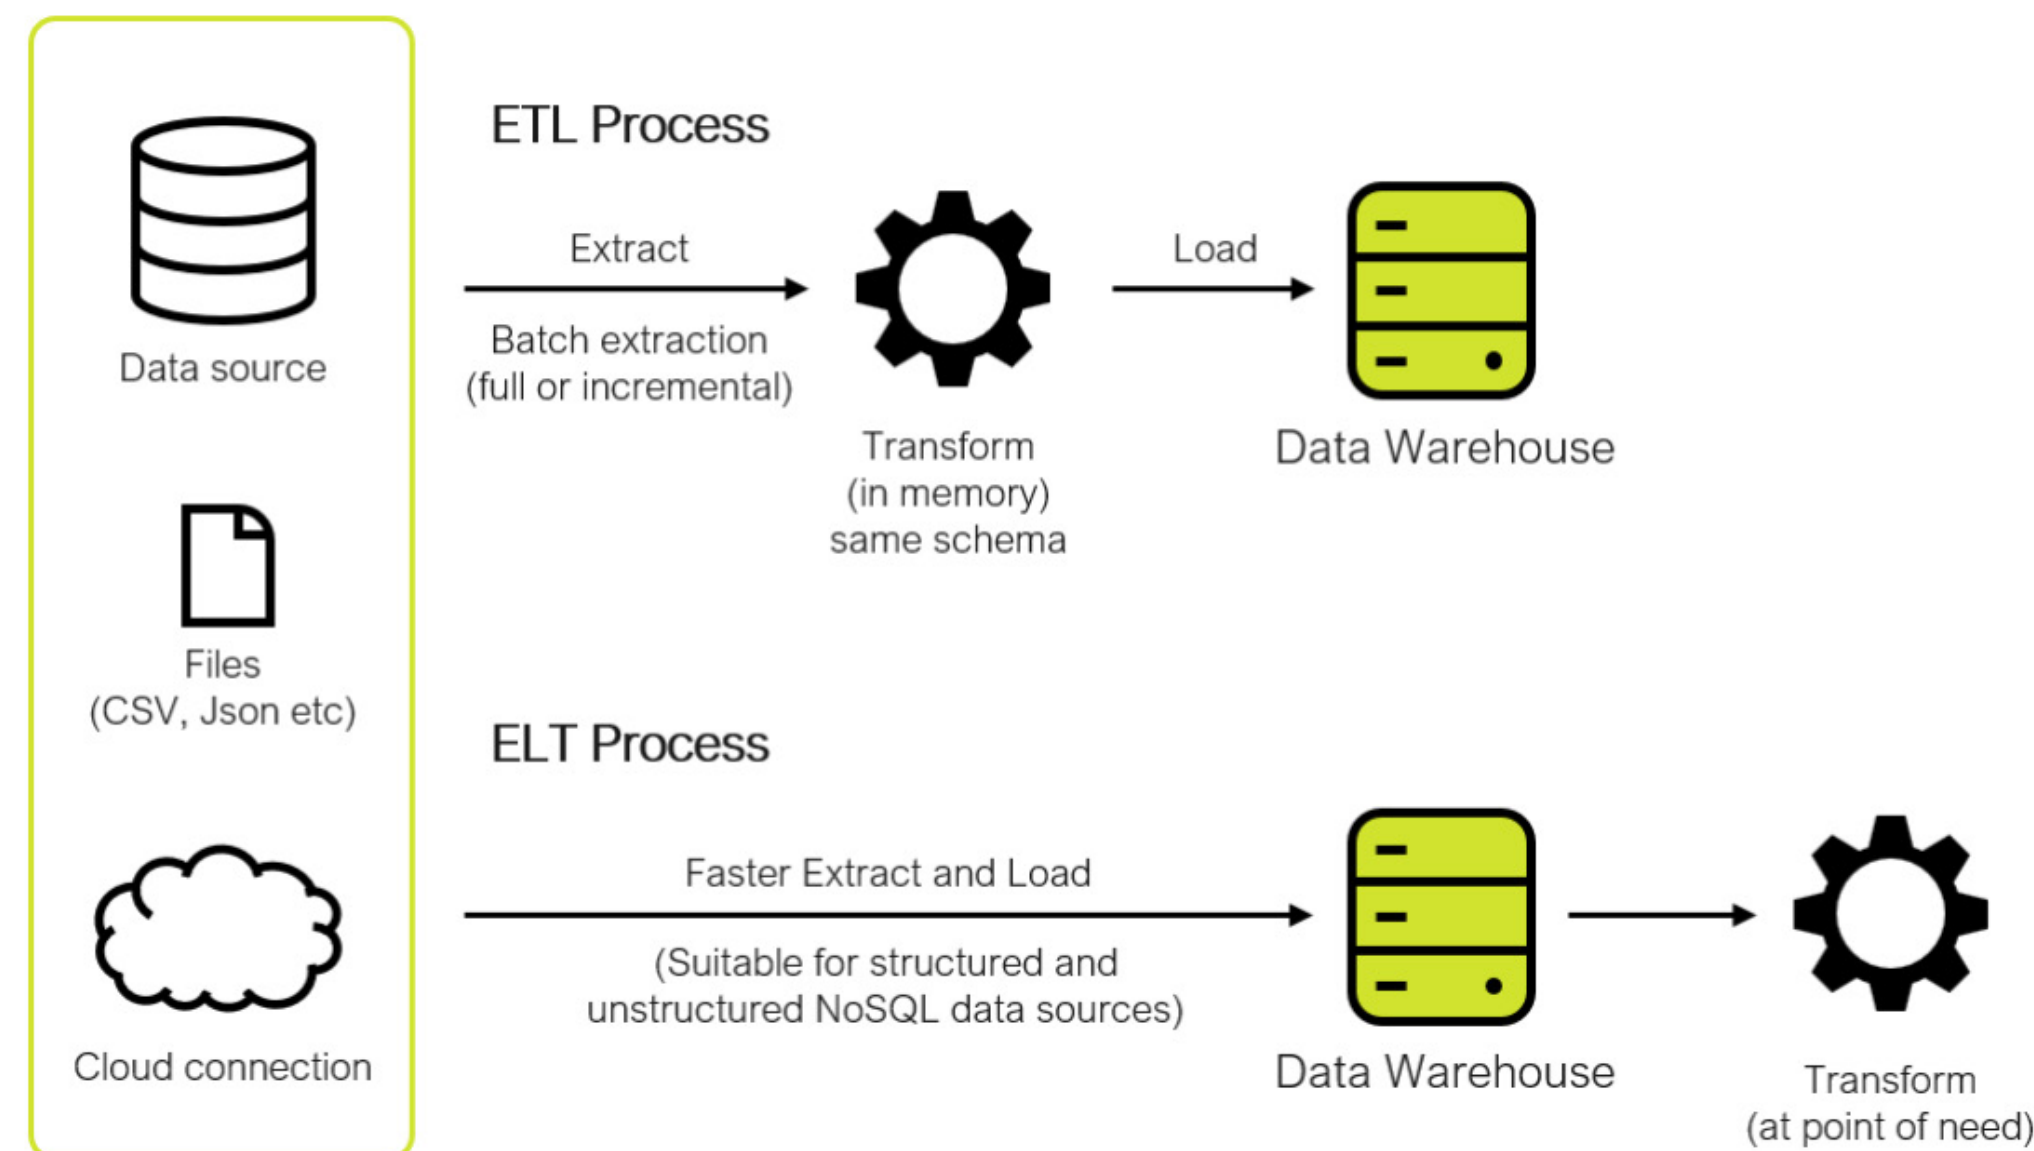 Data source
Files
(CSV, Json etc)
Cloud connection
ETL Process
Extract
Batch extraction
(full or incremental)
Transform
(in memory)
same schema
Load
Data Warehouse
ELT Process
Faster Extract and Load
(Suitable for structured and
unstructured NoSQL data sources)
Data Warehouse
Transform
(at point of need)